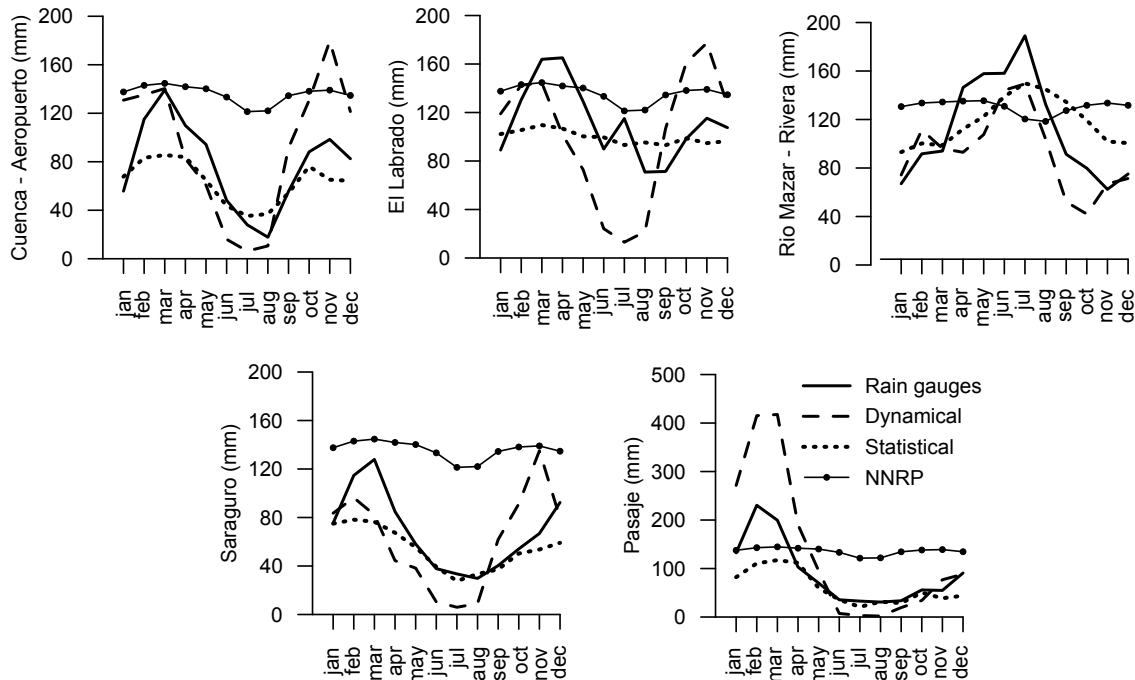 Cuenca - Aeropuerto (mm)
200
160
120
80
40
0
jan
feb
mar
apr
may
jun
jul
aug
sep
oct
nov
dec
El Labrado (mm)
200
160
120
80
40
0
jan
feb
mar
apr
may
jun
jul
aug
sep
oct
nov
dec
Rio Mazar - Rivera (mm)
200
160
120
80
40
0
jan
feb
mar
apr
may
jun
jul
aug
sep
oct
nov
dec
Saraguro (mm)
200
160
120
80
40
0
jan
feb
mar
apr
may
jun
jul
aug
sep
oct
nov
dec
Pasaje (mm)
500
400
300
200
100
0
jan
feb
mar
apr
may
jun
jul
aug
sep
oct
nov
dec
Rain gauges
Dynamical
Statistical
NNRP